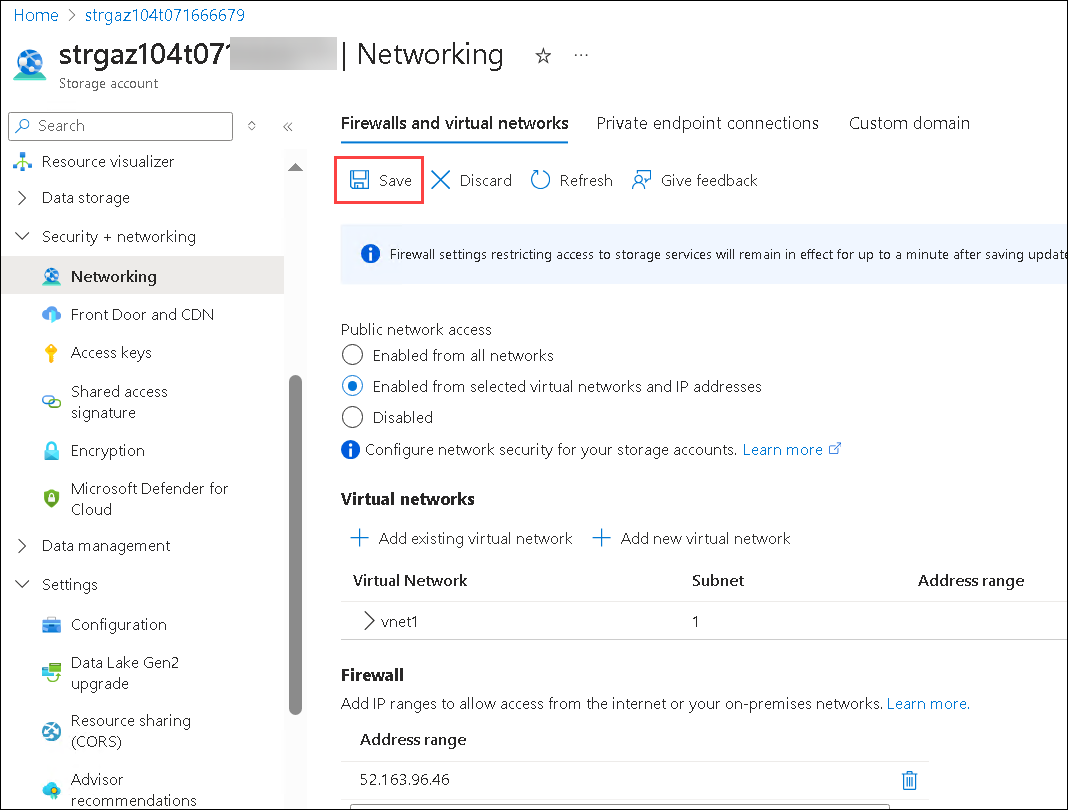 Home > strgaz104t071666679
strgaz104t071 | Networking ☆ ...
Storage account
Search
Resource visualizer
Data storage
Security + networking
Networking
Front Door and CDN
Access keys
Shared access
signature
Encryption
Microsoft Defender for
Cloud
Data management
Settings
Configuration
Data Lake Gen2
upgrade
Resource sharing
(CORS)
Advisor
recommendations
Firewalls and virtual networks Private endpoint connections Custom domain
Save Discard Refresh Give feedback
Firewall settings restricting access to storage services will remain in effect for up to a minute after saving update
Public network access
Enabled from all networks
Enabled from selected virtual networks and IP addresses
Disabled
Configure network security for your storage accounts. Learn more
Virtual networks
+ Add existing virtual network + Add new virtual network
Virtual Network Subnet Address range
> vnet1 1
Firewall
Add IP ranges to allow access from the internet or your on-premises networks. Learn more.
Address range
52.163.96.46